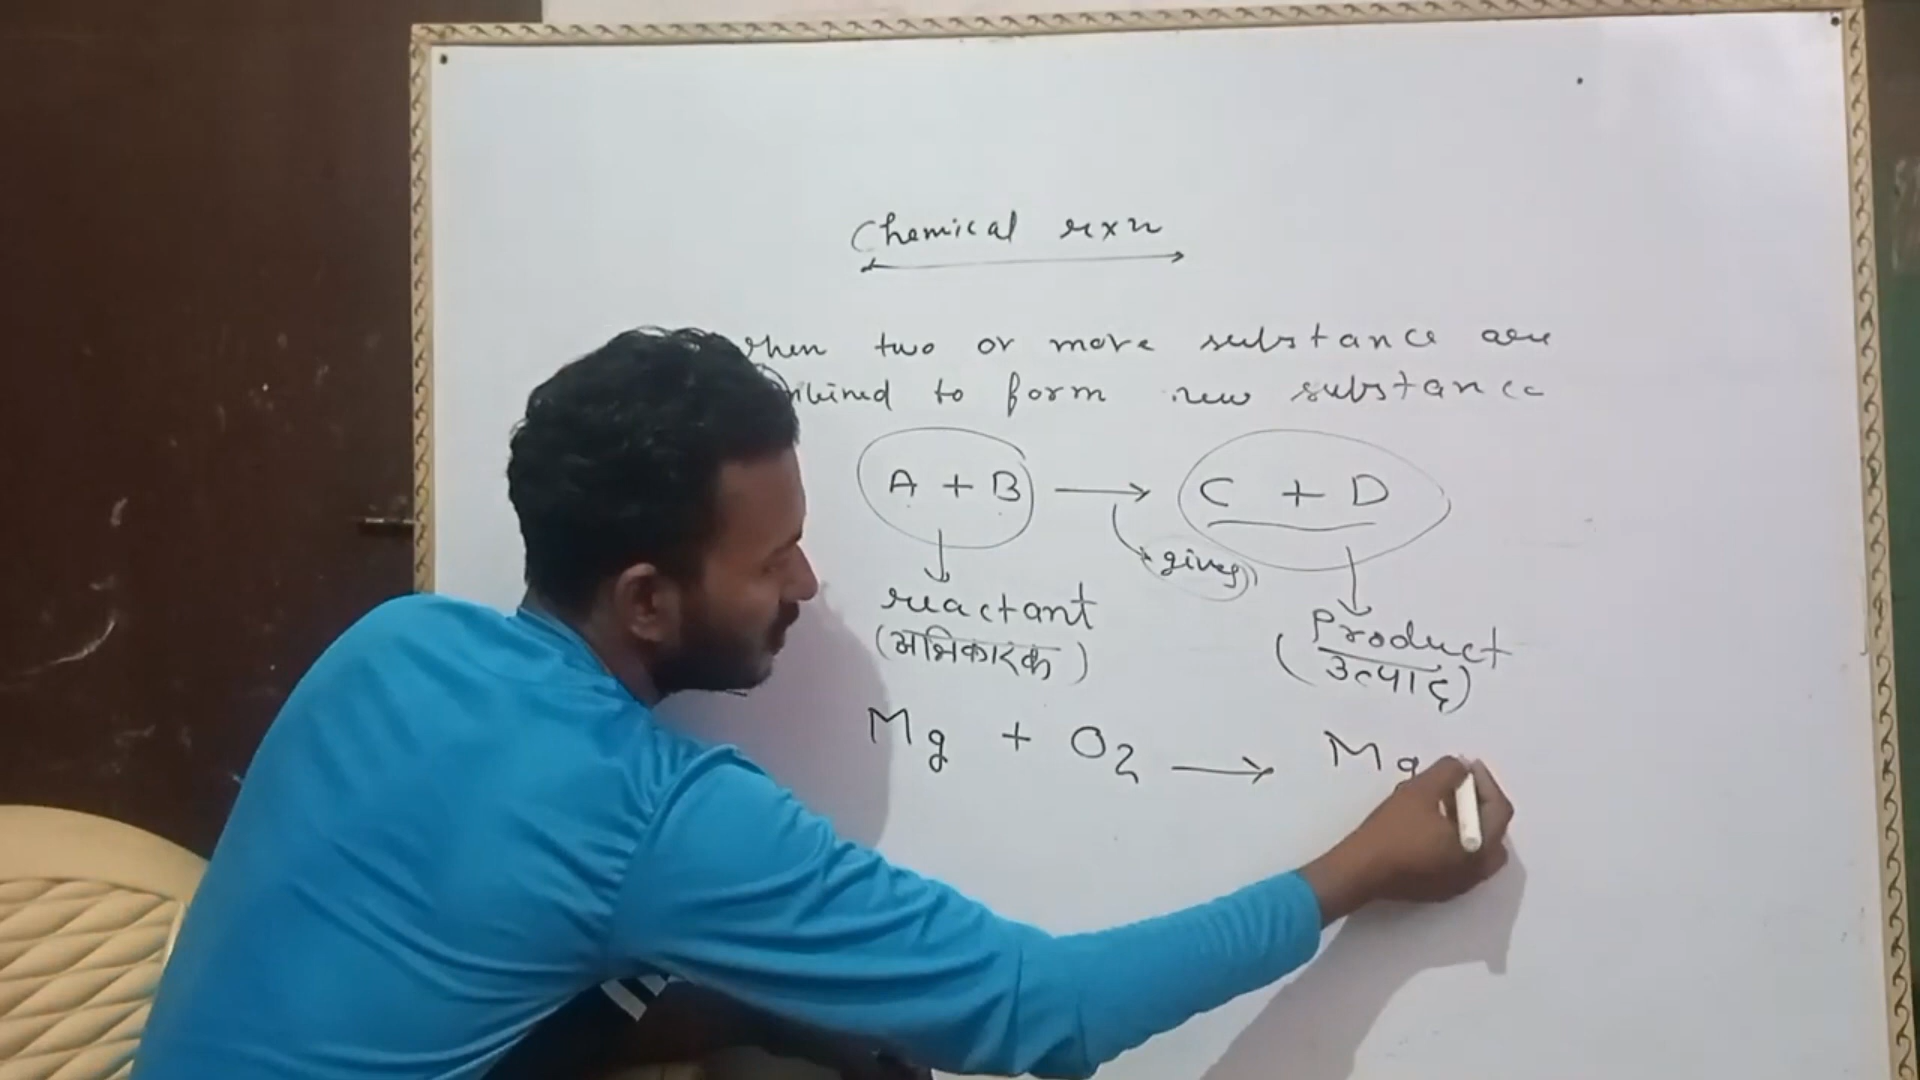 Chemical rxn
when two or more substance are
mbined to form new substance
A + B → C + D
gives
reactant
(अभिकारक)
Product
(उत्पाद)
Mg + O2 → Mg